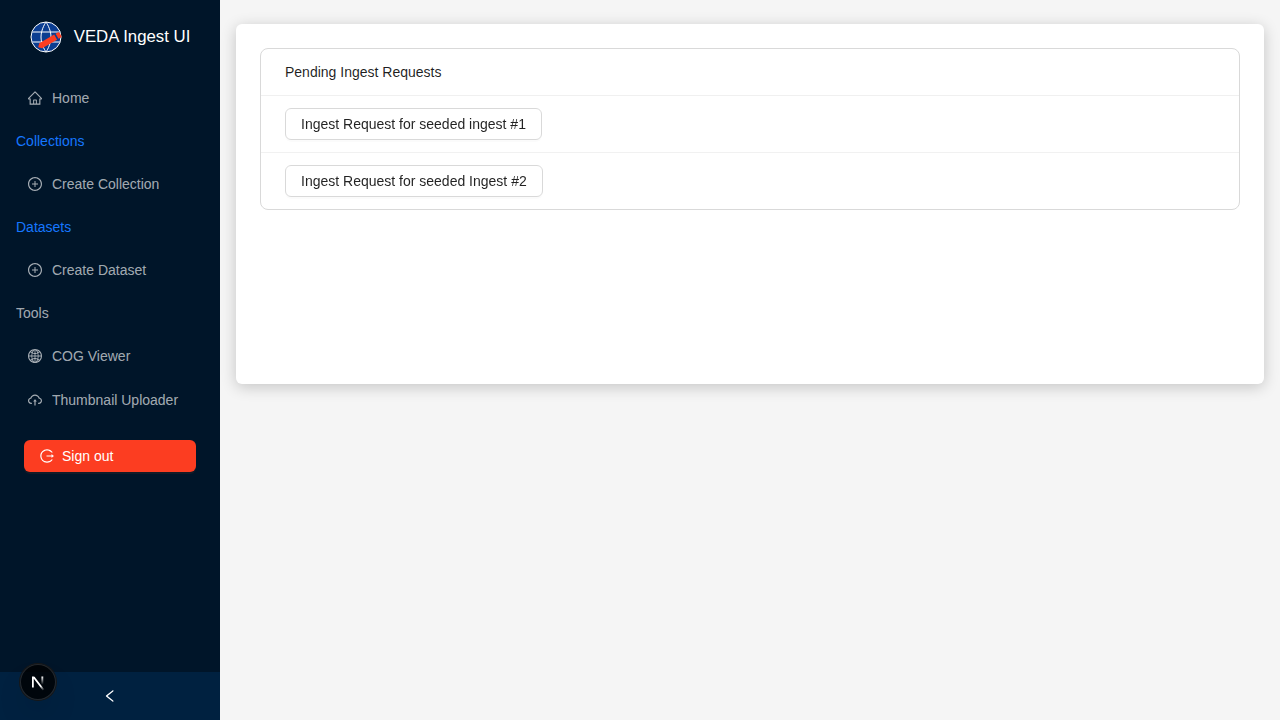 VEDA Ingest UI
Home
Collections
Create Collection
Datasets
Create Dataset
Tools
COG Viewer
Thumbnail Uploader
Sign out
N
Pending Ingest Requests
Ingest Request for seeded ingest #1
Ingest Request for seeded Ingest #2